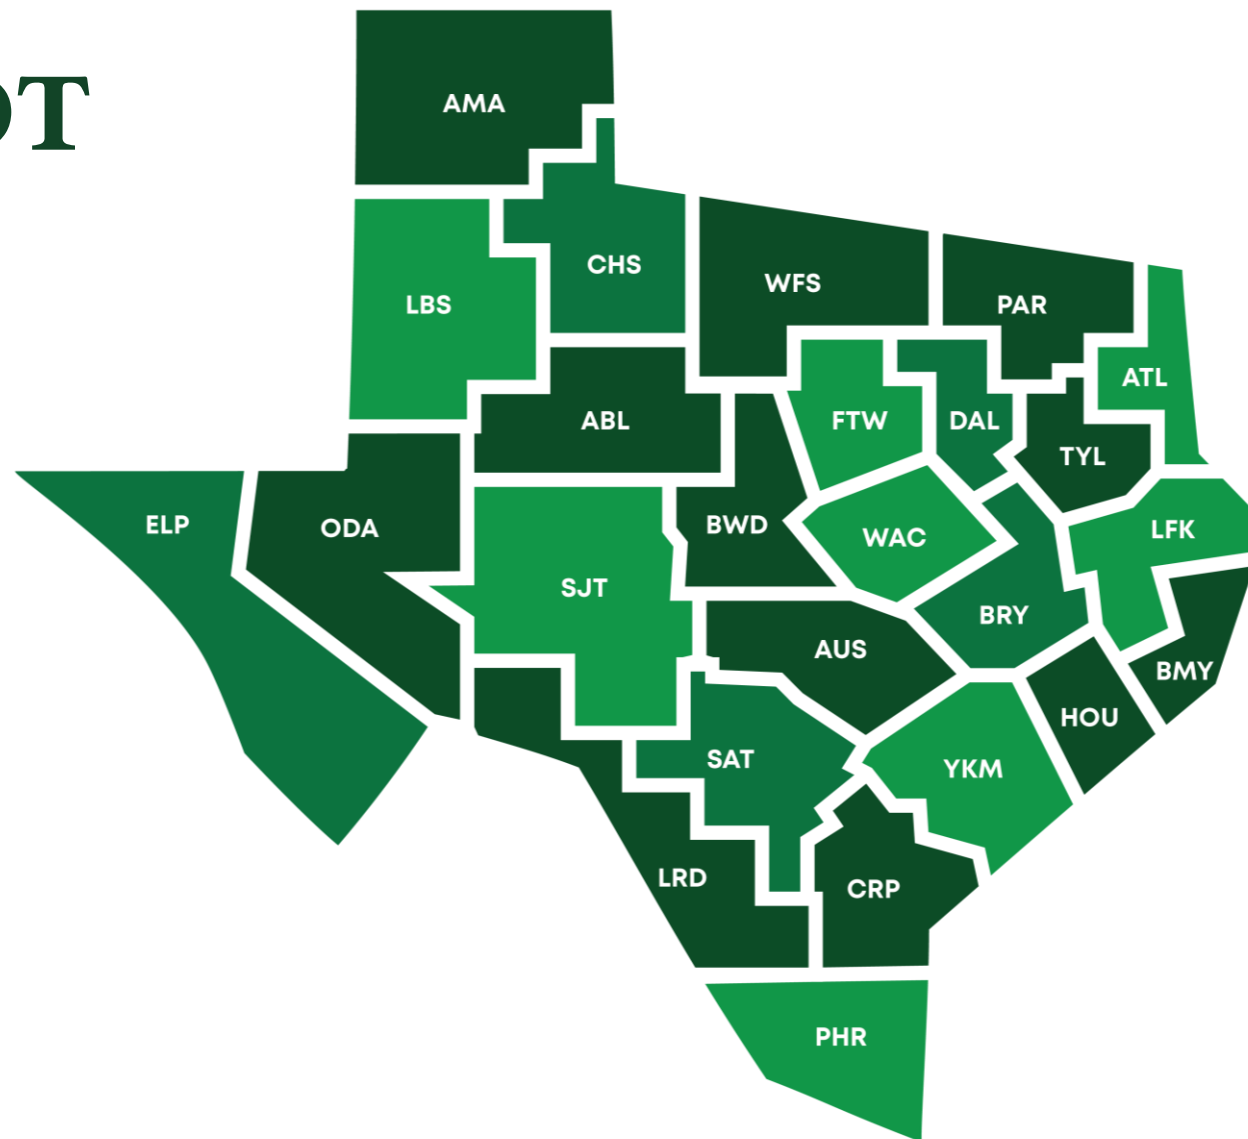 OT
AMA
CHS
WFS
LBS
PAR
ATL
ABL
FTW
DAL
TYL
ELP
ODA
BWD
WAC
LFK
SJT
BRY
AUS
BMY
HOU
SAT
YKM
LRD
CRP
PHR